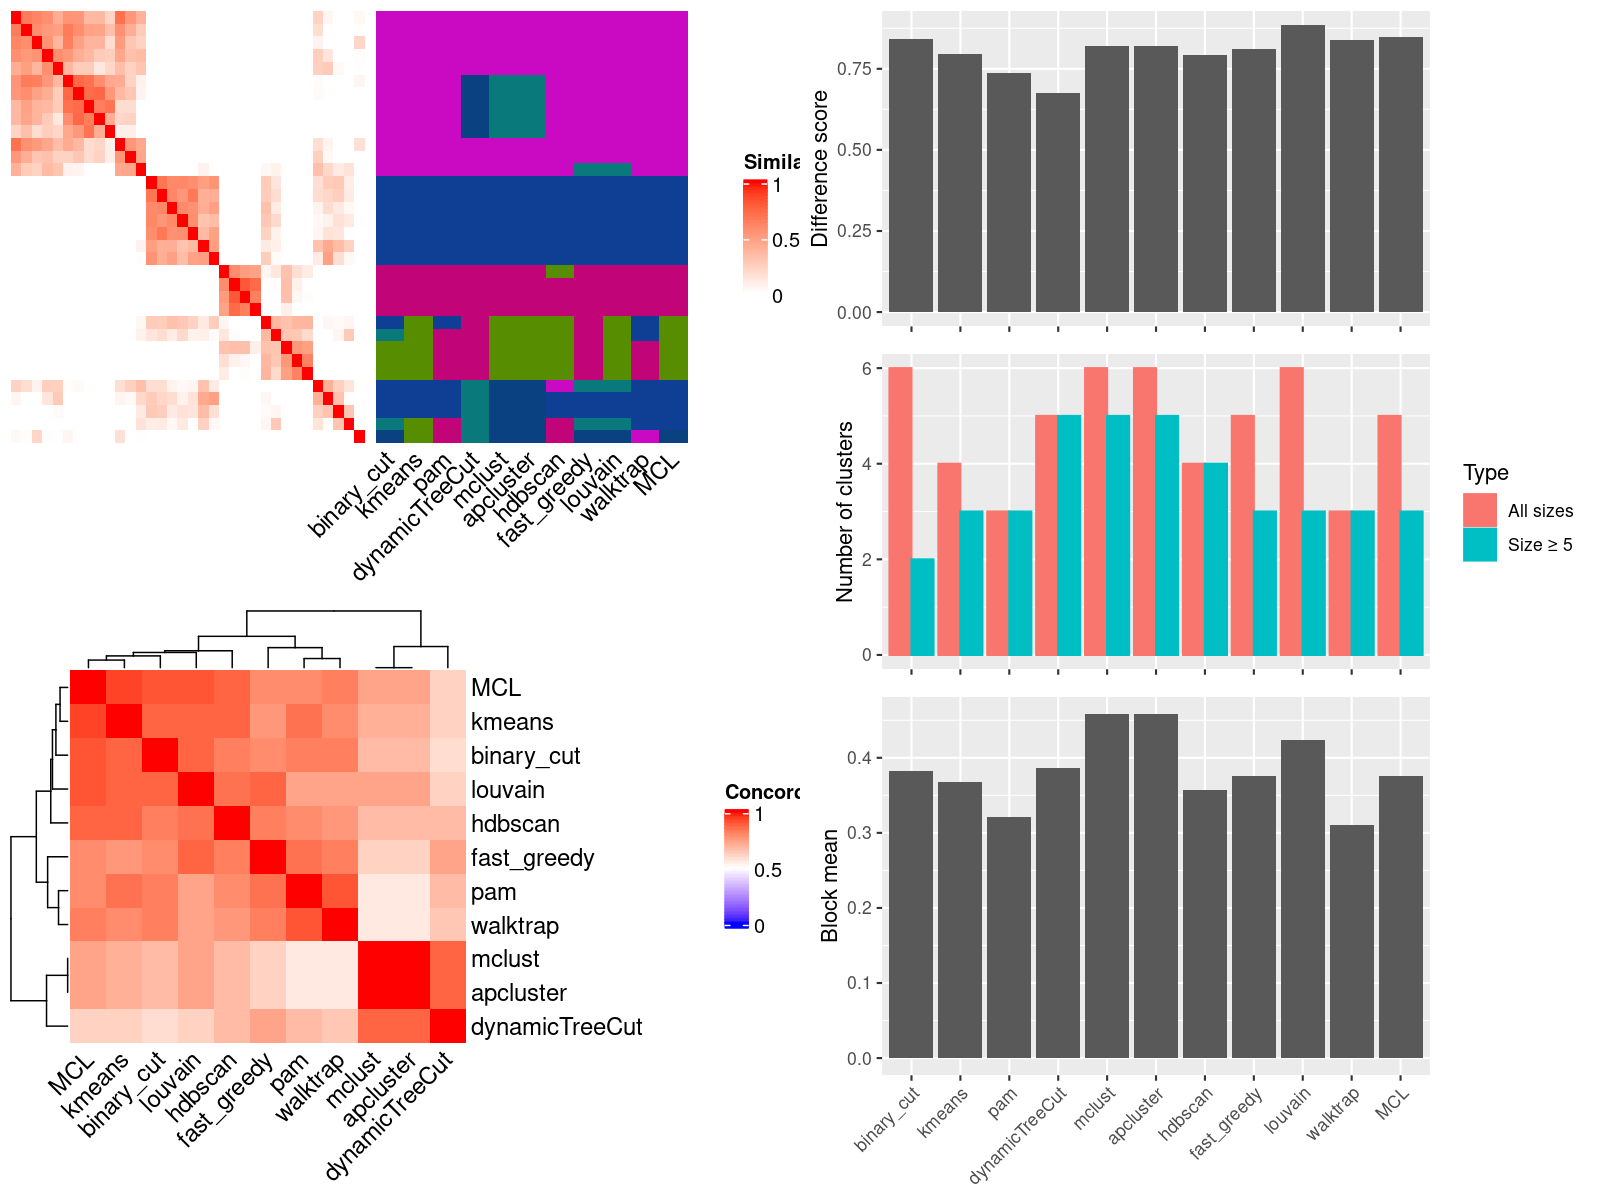 Simila
1
0.5
0
binary_cut
kmeans
pam
dynamicTreeCut
mclust
apcluster
hdbscan
fast_greedy
louvain
walktrap
MCL
MCL
kmeans
binary_cut
louvain
hdbscan
fast_greedy
pam
walktrap
mclust
apcluster
dynamicTreeCut
MCL
kmeans
binary_cut
louvain
hdbscan
fast_greedy
pam
walktrap
mclust
apcluster
dynamicTreeCut
Concord
1
0.5
0
Difference score
0.75
0.50
0.25
0.00
Number of clusters
6
4
2
0
Type
All sizes
Size ≥ 5
Block mean
0.4
0.3
0.2
0.1
0.0
binary_cut
kmeans
pam
dynamicTreeCut
mclust
apcluster
hdbscan
fast_greedy
louvain
walktrap
MCL